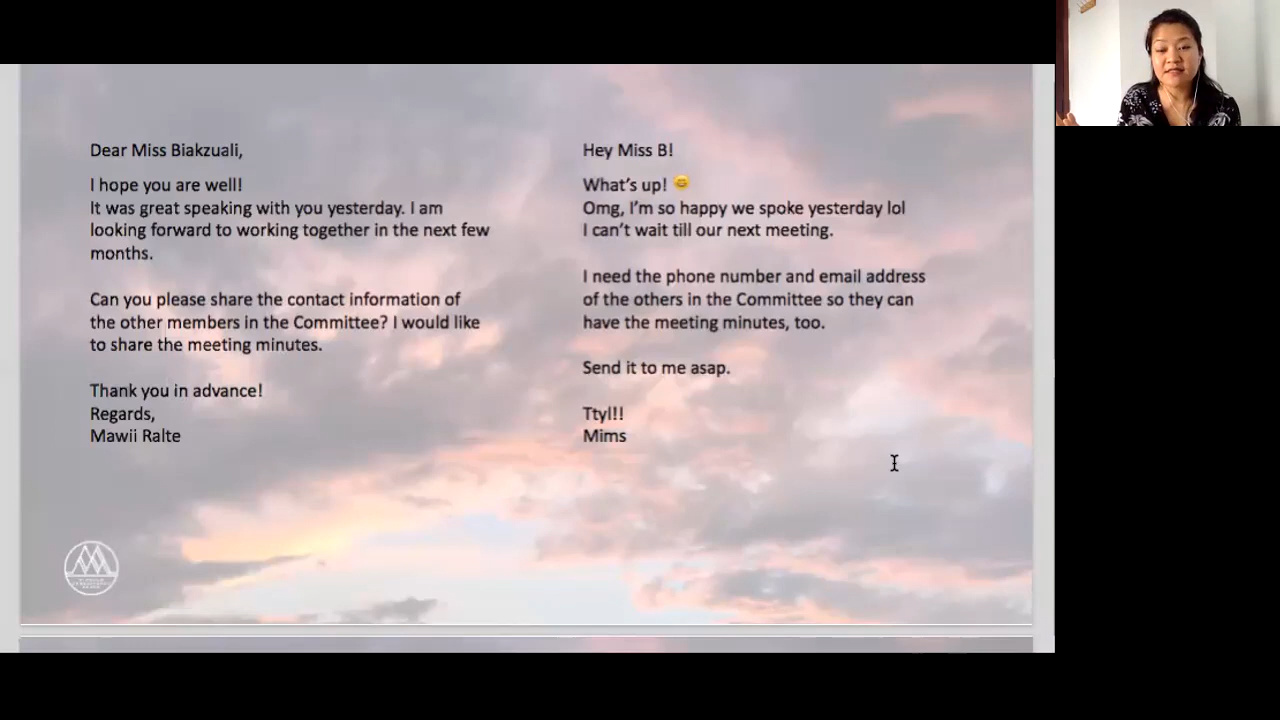 Dear Miss Biakzuali,
I hope you are well!
It was great speaking with you yesterday. I am
looking forward to working together in the next few
months.
Can you please share the contact information of
the other members in the Committee? I would like
to share the meeting minutes.
Thank you in advance!
Regards,
Mawii Ralte
Hey Miss B!
What's up! 😊
Omg, I'm so happy we spoke yesterday lol
I can't wait till our next meeting.
I need the phone number and email address
of the others in the Committee so they can
have the meeting minutes, too.
Send it to me asap.
Ttyl!!
Mims